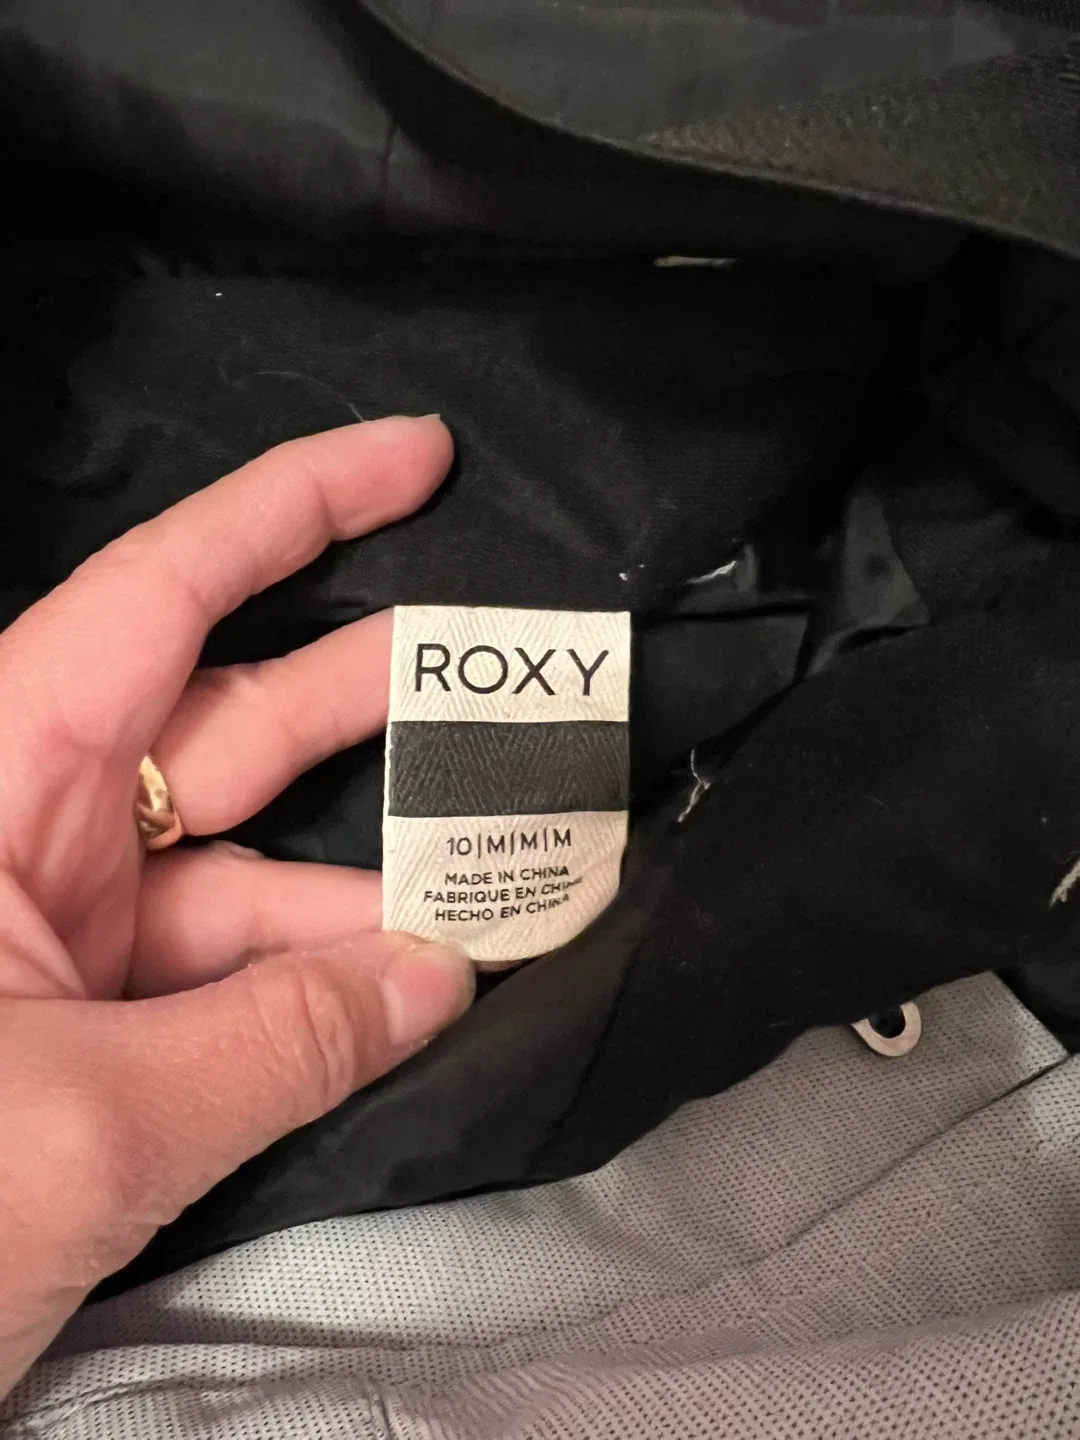 ROXY
10|M|M|M
MADE IN CHINA
FABRIQUE EN CHINE
HECHO EN CHINA